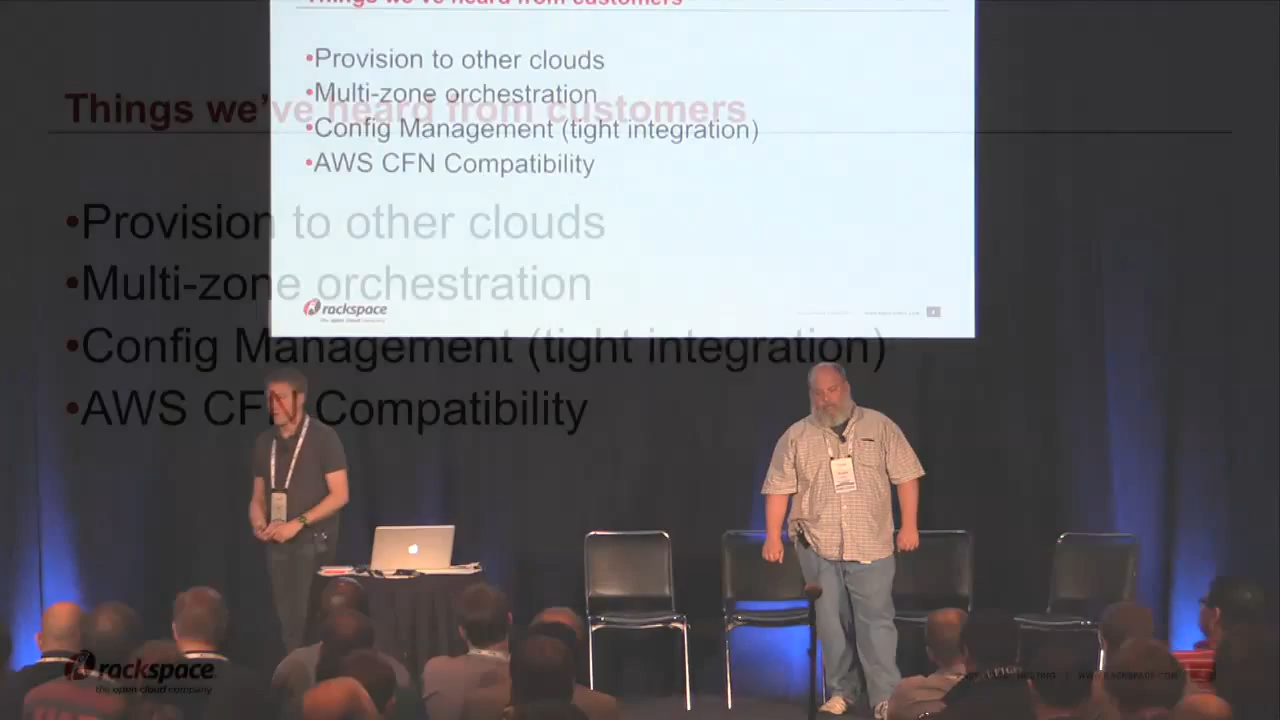 Things we've heard from customers
•Provision to other clouds
•Multi-zone orchestration
•Config Management (tight integration)
•AWS CFN Compatibility
rackspace
the open cloud company
Things we've heard from customers
•Provision to other clouds
•Multi-zone orchestration
•Config Management (tight integration)
•AWS CFN Compatibility
rackspace
the open cloud company